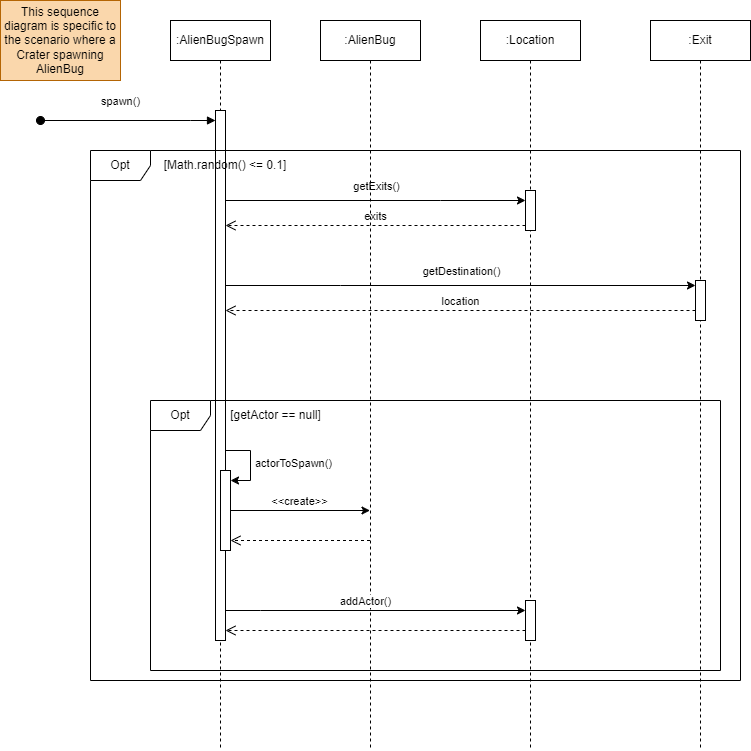 This sequence
diagram is specific to
the scenario where a
Crater spawning
AlienBug
:AlienBugSpawn
:AlienBug
:Location
:Exit
spawn()
Opt
[Math.random() <= 0.1]
getExits()
exits
getDestination()
location
Opt
[getActor == null]
actorToSpawn()
<<create>>
addActor()